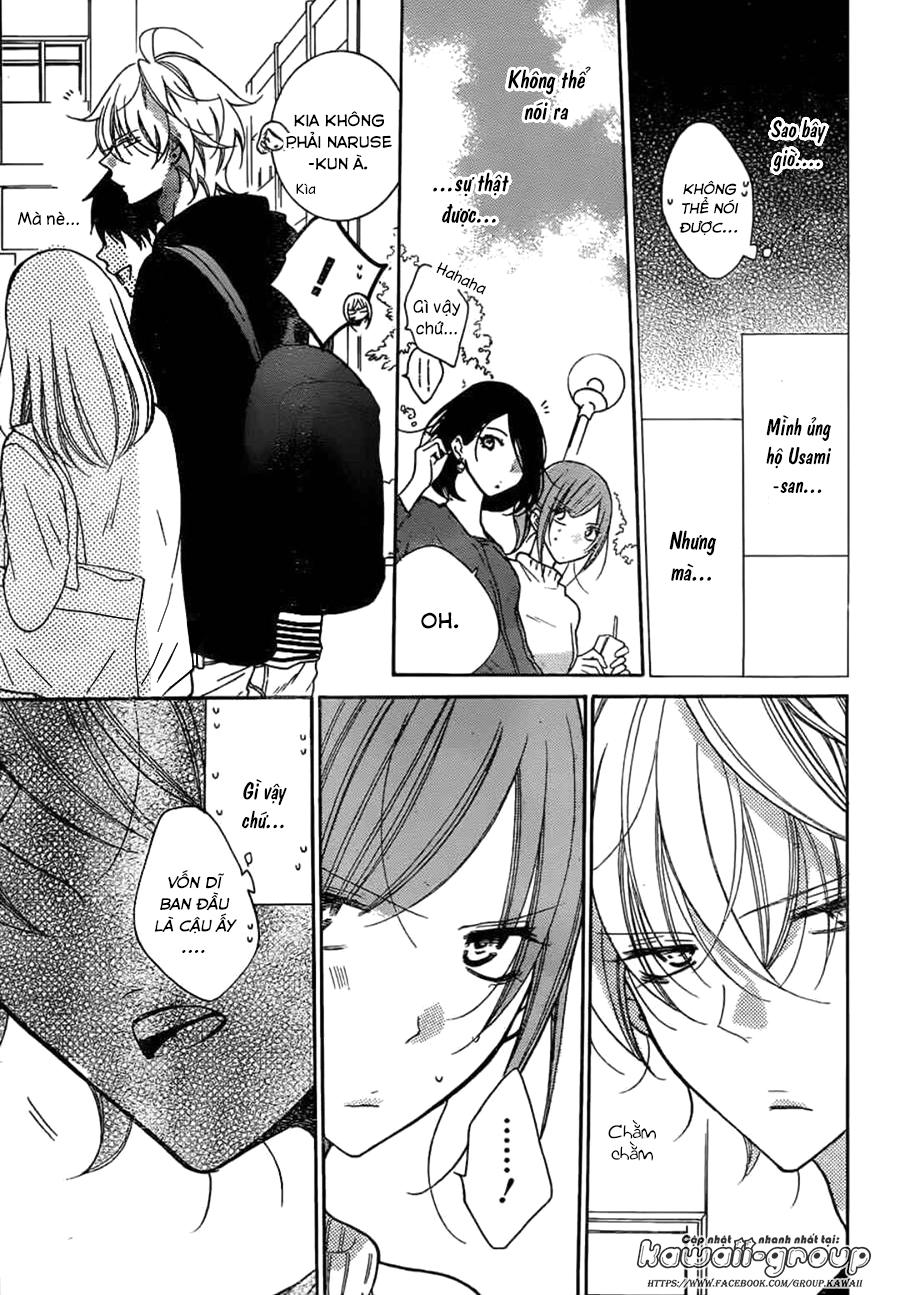 Sao bây
giờ....
KHÔNG
THỂ NÓI
ĐƯỢC...
Mình ủng
hộ Usami
-san...
Nhưng
mà...
Không thể
nói ra
...sự thật
được...
Hahaha
Gì vậy
chứ...
OH.
KIA KHÔNG
PHẢI NARUSE
-KUN À.
Kìa
Mà nè...
Chằm
chằm
......!
Gì vậy
chứ...
VỐN DĨ
BAN ĐẦU
LÀ CẬU ẤY
....
Cập nhật nhanh nhất tại:
kawaii-group
HTTPS://WWW.FACEBOOK.COM/GROUP.KAWAII